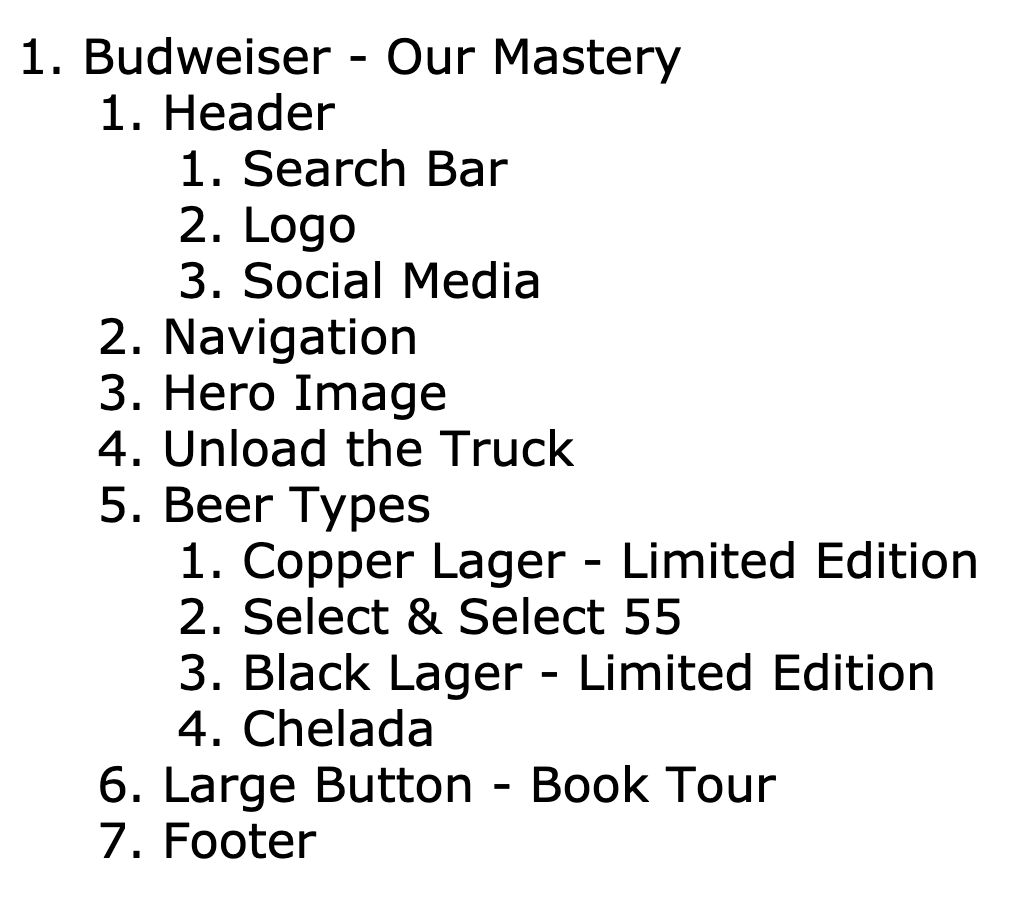 1. Budweiser - Our Mastery
1. Header
1. Search Bar
2. Logo
3. Social Media
2. Navigation
3. Hero Image
4. Unload the Truck
5. Beer Types
1. Copper Lager - Limited Edition
2. Select & Select 55
3. Black Lager - Limited Edition
4. Chelada
6. Large Button - Book Tour
7. Footer